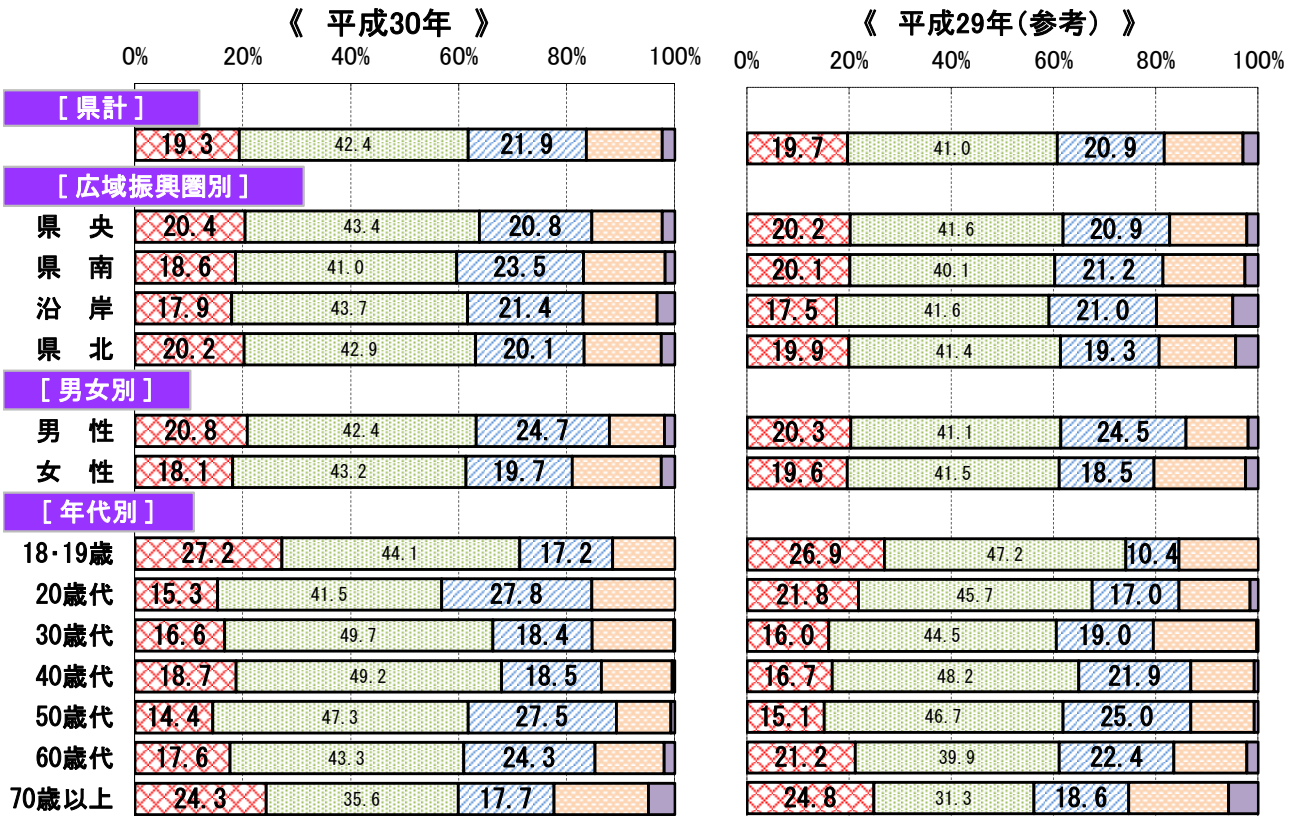 《 平成30年 》 《 平成29年(参考) 》
0% 20% 40% 60% 80% 100% 0% 20% 40% 60% 80% 100%
[ 県計 ]
19.3 42.4 21.9 19.7 41.0 20.9
[ 広域振興圏別 ]
県 央 20.4 43.4 20.8 20.2 41.6 20.9
県 南 18.6 41.0 23.5 20.1 40.1 21.2
沿 岸 17.9 43.7 21.4 17.5 41.6 21.0
県 北 20.2 42.9 20.1 19.9 41.4 19.3
[ 男女別 ]
男 性 20.8 42.4 24.7 20.3 41.1 24.5
女 性 18.1 43.2 19.7 19.6 41.5 18.5
[ 年代別 ]
18・19歳 27.2 44.1 17.2 26.9 47.2 10.4
20歳代 15.3 41.5 27.8 21.8 45.7 17.0
30歳代 16.6 49.7 18.4 16.0 44.5 19.0
40歳代 18.7 49.2 18.5 16.7 48.2 21.9
50歳代 14.4 47.3 27.5 15.1 46.7 25.0
60歳代 17.6 43.3 24.3 21.2 39.9 22.4
70歳以上 24.3 35.6 17.7 24.8 31.3 18.6